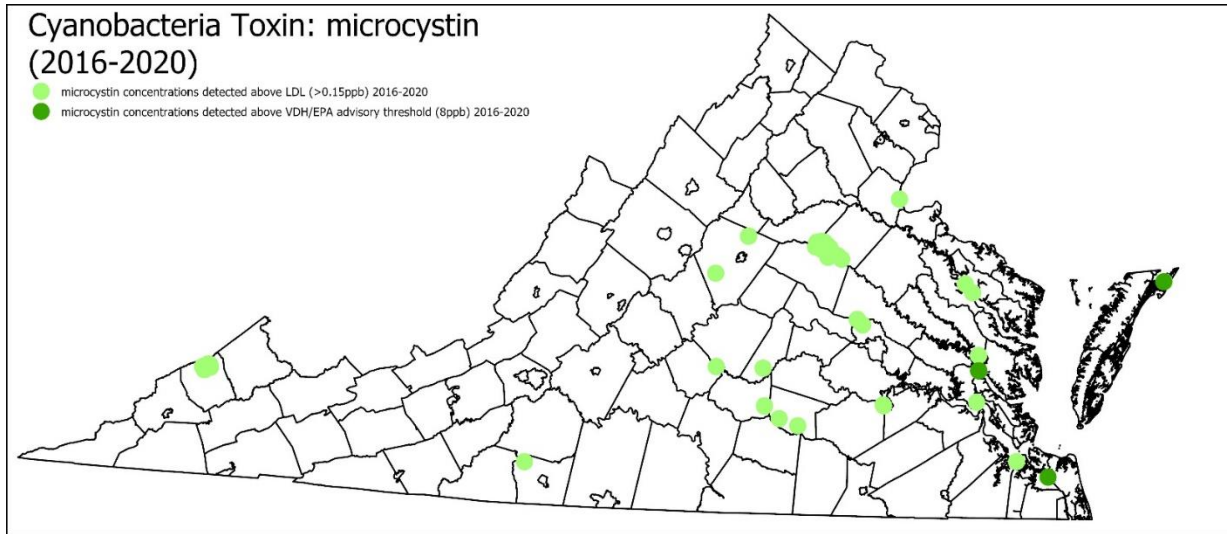 Cyanobacteria Toxin: microcystin
(2016-2020)
microcystin concentrations detected above LDL (>0.15ppb) 2016-2020
microcystin concentrations detected above VDH/EPA advisory threshold (8ppb) 2016-2020